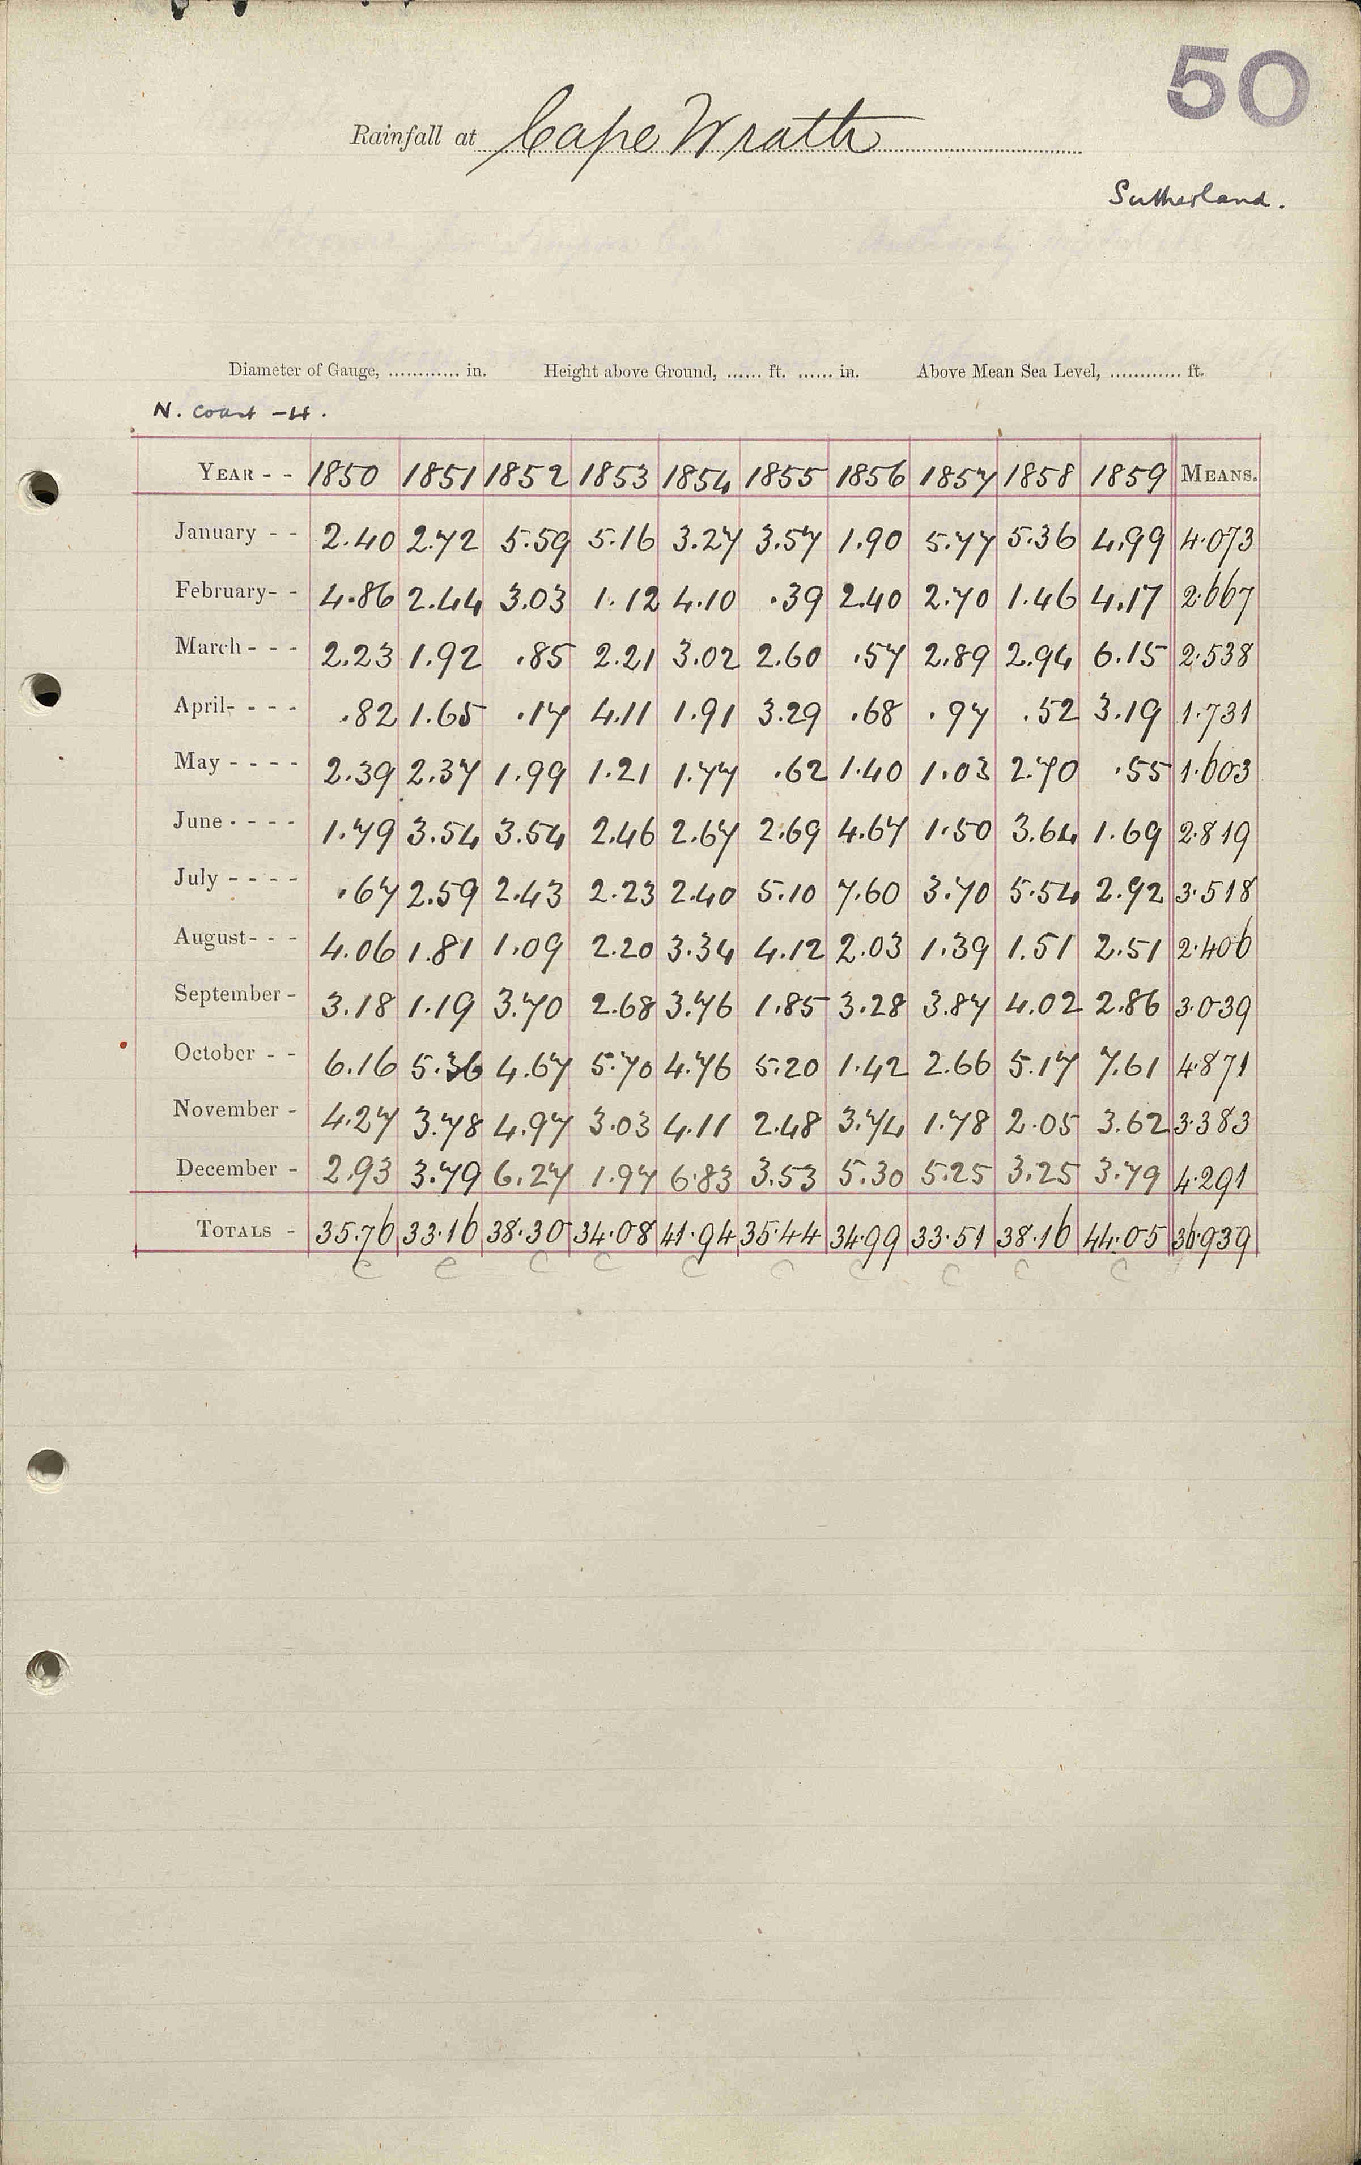 50
Rainfall at Cape Wrath
Sutherland.
Diameter of Gauge, ............ in. Height above Ground, ...... ft. ...... in. Above Mean Sea Level, ............ ft.
N. Coast - H.
YEAR - - 1850 1851 1852 1853 1854 1855 1856 1857 1858 1859 MEANS.
January - - 2.40 2.72 5.59 5.16 3.27 3.57 1.90 5.77 5.36 4.99 4.073
February- - 4.86 2.44 3.03 1.12 4.10 .39 2.40 2.70 1.46 4.17 2.667
March - - - 2.23 1.92 .85 2.21 3.02 2.60 .57 2.89 2.94 6.15 2.538
April- - - - .82 1.65 .17 4.11 1.91 3.29 .68 .97 .52 3.19 1.731
May - - - - 2.39 2.37 1.99 1.21 1.77 .62 1.40 1.03 2.70 .55 1.603
June - - - - 1.79 3.54 3.54 2.46 2.67 2.69 4.67 1.50 3.64 1.69 2.819
July - - - - .67 2.59 2.43 2.23 2.40 5.10 7.60 3.70 5.54 2.92 3.518
August- - - 4.06 1.81 1.09 2.20 3.34 4.12 2.03 1.39 1.51 2.51 2.406
September - 3.18 1.19 3.70 2.68 3.76 1.85 3.28 3.87 4.02 2.86 3.039
October - - 6.16 5.36 4.67 5.70 4.76 5.20 1.42 2.66 5.17 7.61 4.871
November - 4.27 3.78 4.97 3.03 4.11 2.48 3.74 1.78 2.05 3.62 3.383
December - 2.93 3.79 6.27 1.97 6.83 3.53 5.30 5.25 3.25 3.79 4.291
TOTALS - 35.76 33.16 38.30 34.08 41.94 35.44 34.99 33.51 38.16 44.05 36.939
c c c c c c c c c c